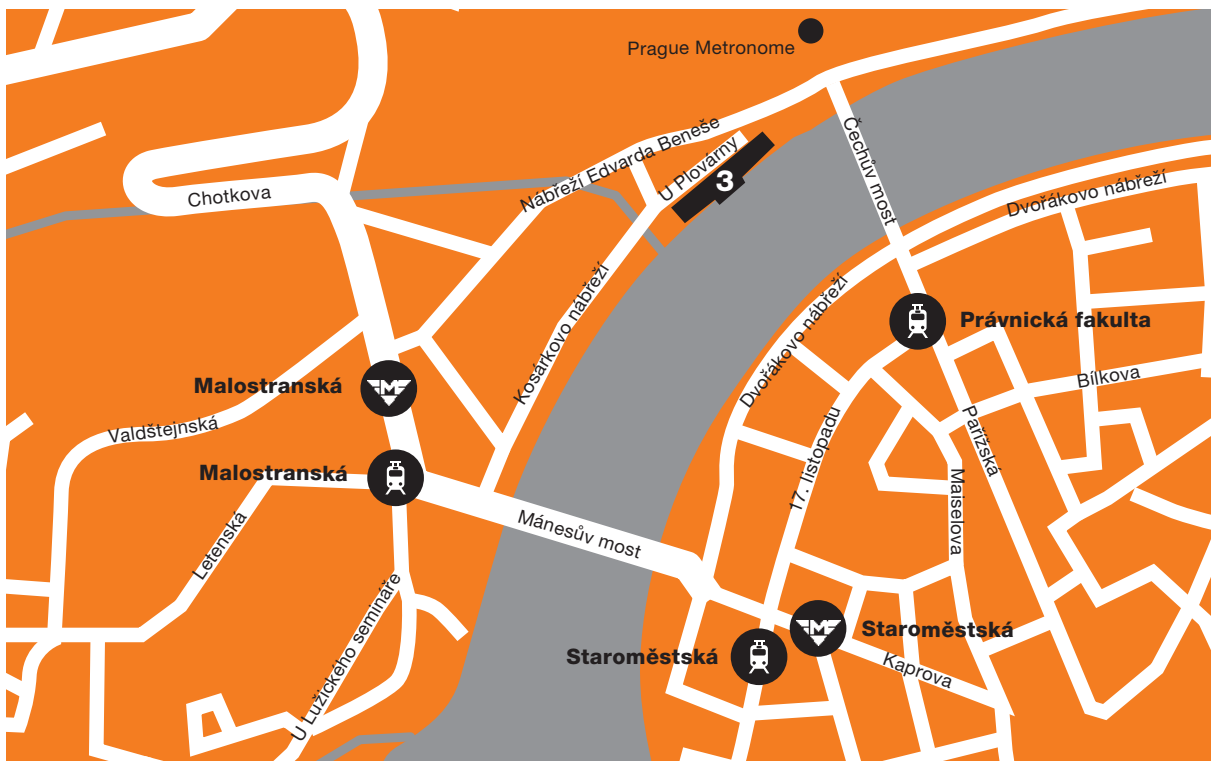 Prague Metronome
Nábřeží Edvarda Beneše
U Plovárny
3
Čechův most
Chotkova
Dvořákovo nábřeží
Kosárkovo nábřeží
Dvořákovo nábřeží
Právnická fakulta
Malostranská
M
Bílkova
Valdštejnská
Pařížská
17. listopadu
Malostranská
Maiselova
Letenská
Mánesův most
U Lužického semináře
M
Staroměstská
Staroměstská
Kaprova